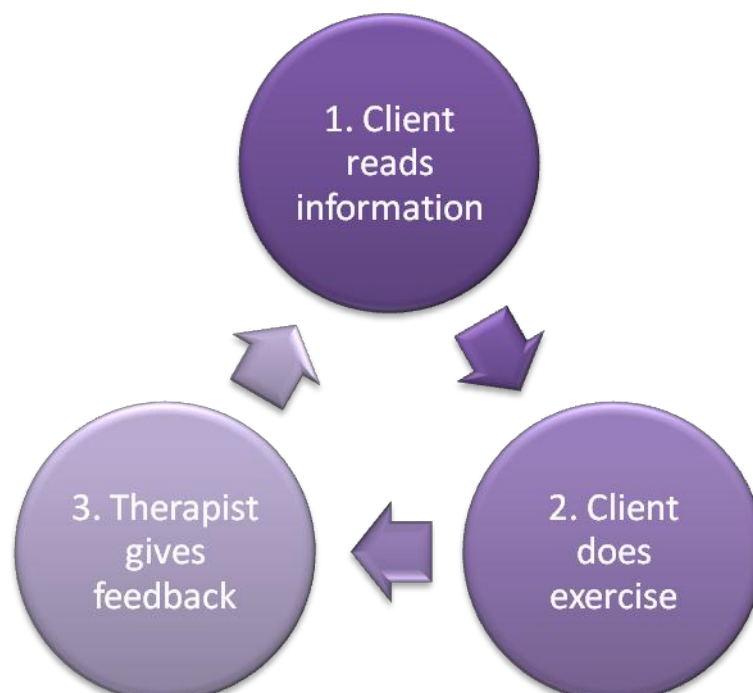 1. Client
reads
information
2. Client
does
exercise
3. Therapist
gives
feedback